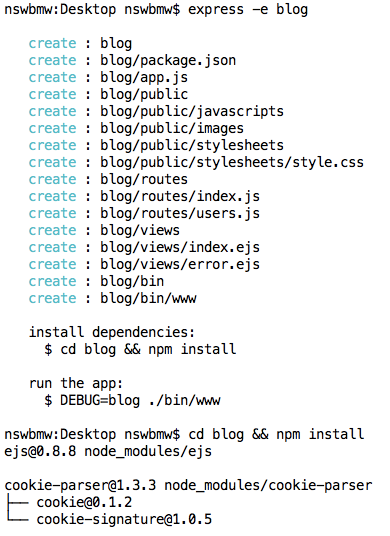 nswbmw:Desktop nswbmw$ express -e blog
create : blog
create : blog/package.json
create : blog/app.js
create : blog/public
create : blog/public/javascripts
create : blog/public/images
create : blog/public/stylesheets
create : blog/public/stylesheets/style.css
create : blog/routes
create : blog/routes/index.js
create : blog/routes/users.js
create : blog/views
create : blog/views/index.ejs
create : blog/views/error.ejs
create : blog/bin
create : blog/bin/www
install dependencies:
$ cd blog && npm install
run the app:
$ DEBUG=blog ./bin/www
nswbmw:Desktop nswbmw$ cd blog && npm install
ejs@0.8.8 node_modules/ejs
cookie-parser@1.3.3 node_modules/cookie-parser
├── cookie@0.1.2
└── cookie-signature@1.0.5